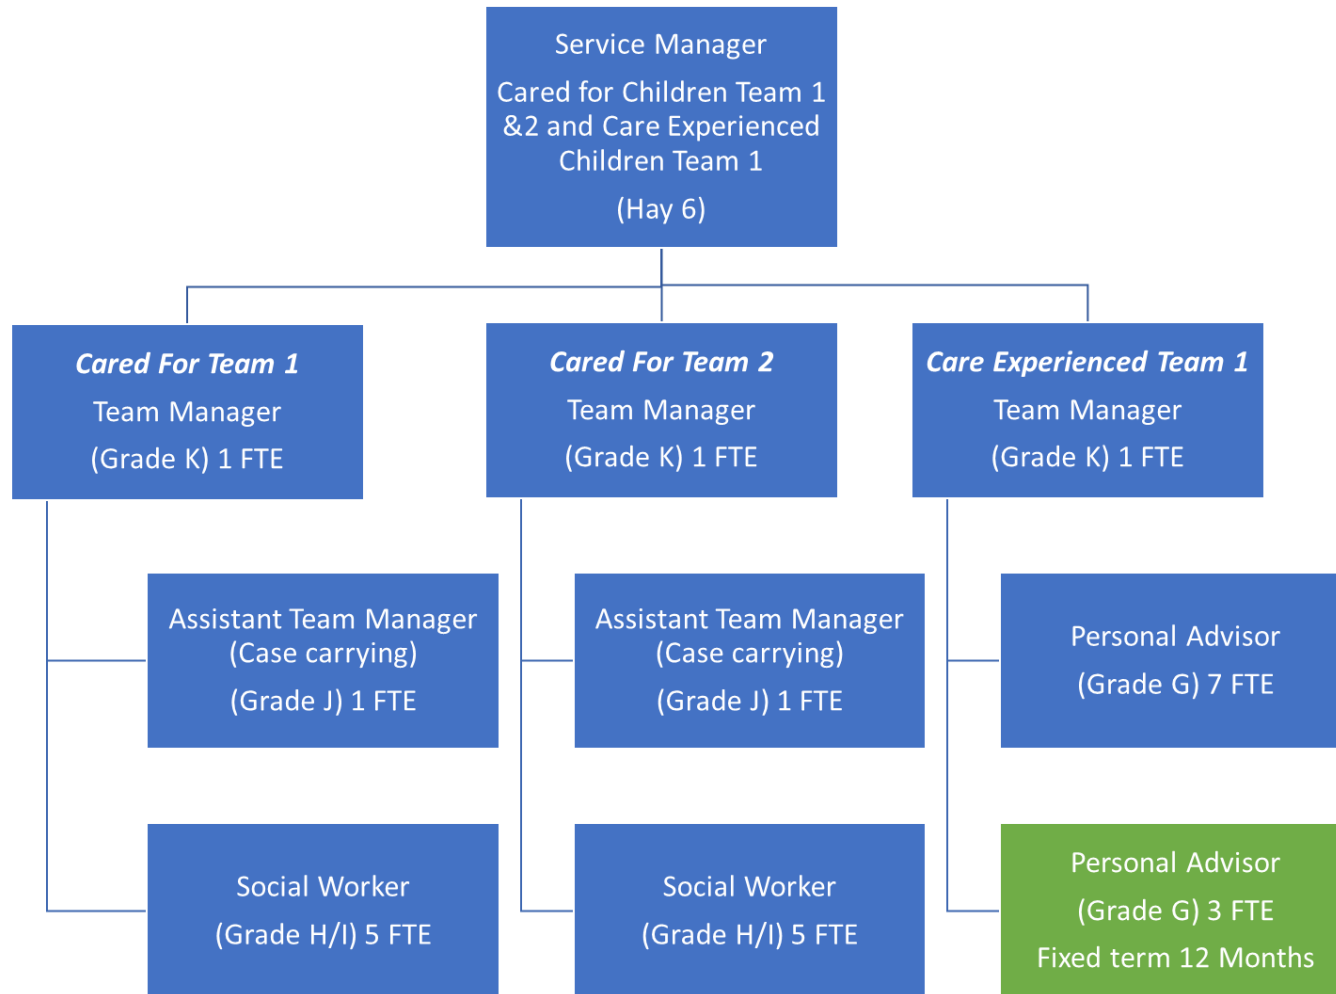 Service Manager
Cared for Children Team 1
&2 and Care Experienced
Children Team 1
(Hay 6)
Cared For Team 1
Team Manager
(Grade K) 1 FTE
Cared For Team 2
Team Manager
(Grade K) 1 FTE
Care Experienced Team 1
Team Manager
(Grade K) 1 FTE
Assistant Team Manager
(Case carrying)
(Grade J) 1 FTE
Assistant Team Manager
(Case carrying)
(Grade J) 1 FTE
Personal Advisor
(Grade G) 7 FTE
Social Worker
(Grade H/I) 5 FTE
Social Worker
(Grade H/I) 5 FTE
Personal Advisor
(Grade G) 3 FTE
Fixed term 12 Months